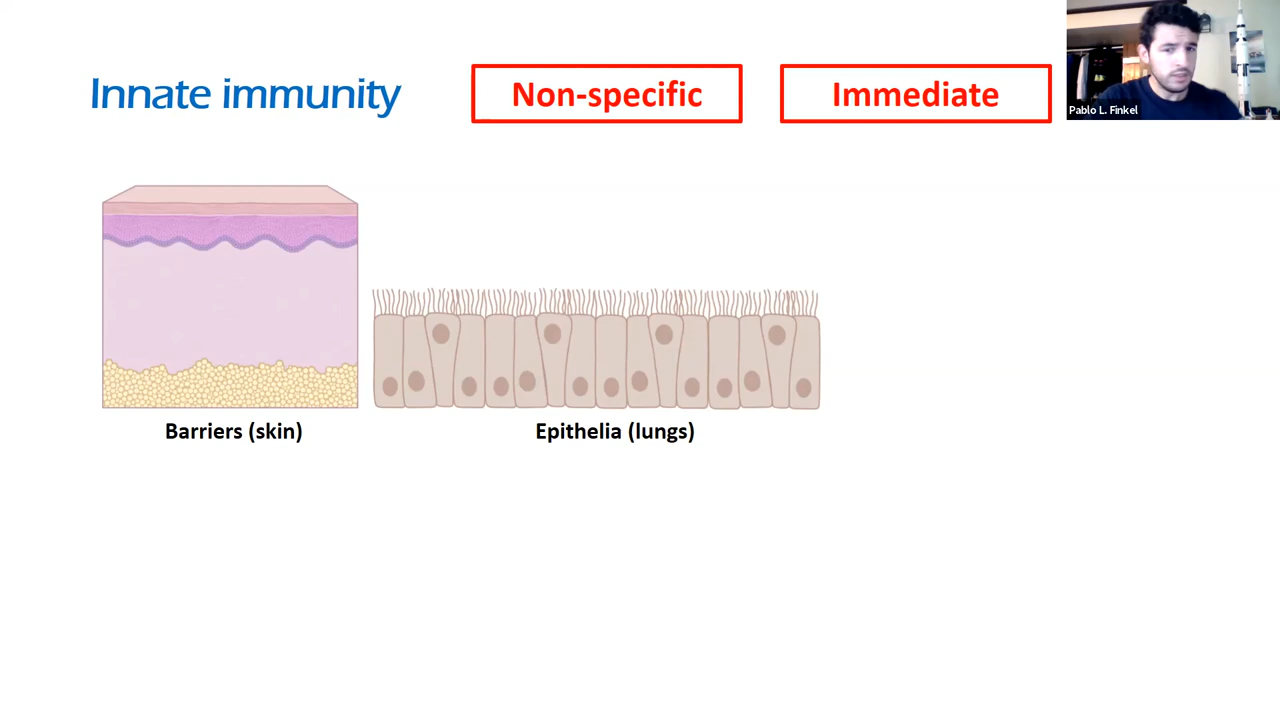 Innate immunity
Non-specific
Immediate
Pablo L. Finkel
Barriers (skin)
Epithelia (lungs)